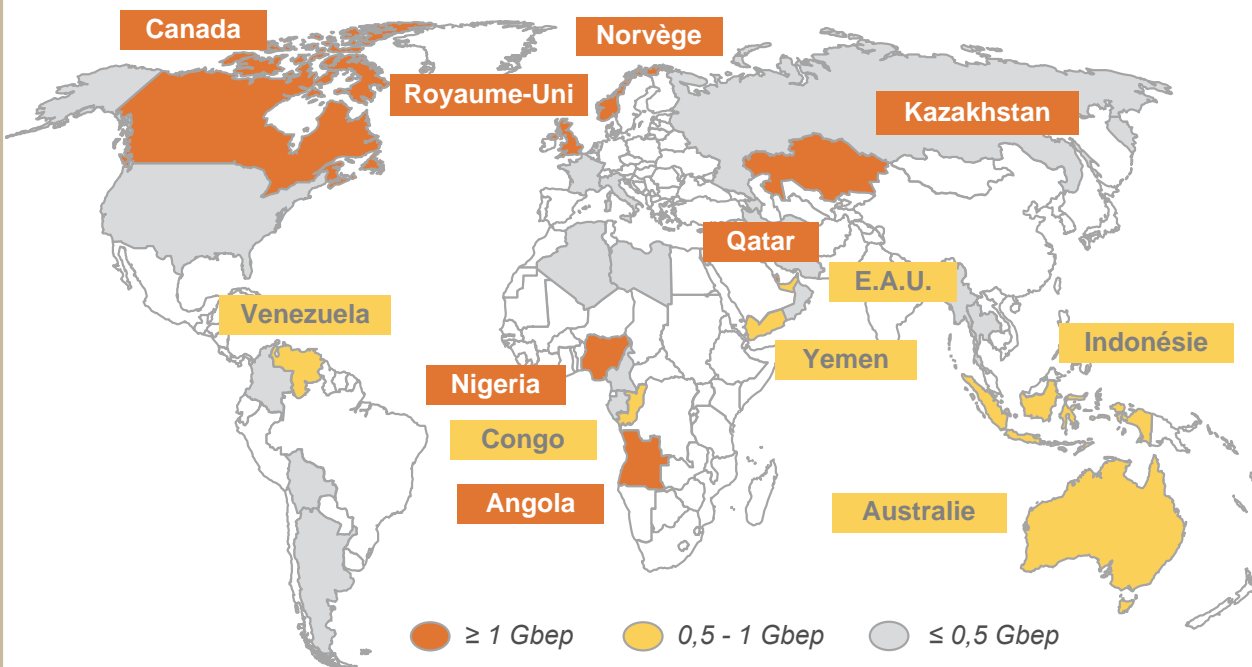 Canada
Norvège
Royaume-Uni
Kazakhstan
Qatar
E.A.U.
Venezuela
Indonésie
Yemen
Nigeria
Congo
Angola
Australie
≥ 1 Gbep
0,5 - 1 Gbep
≤ 0,5 Gbep